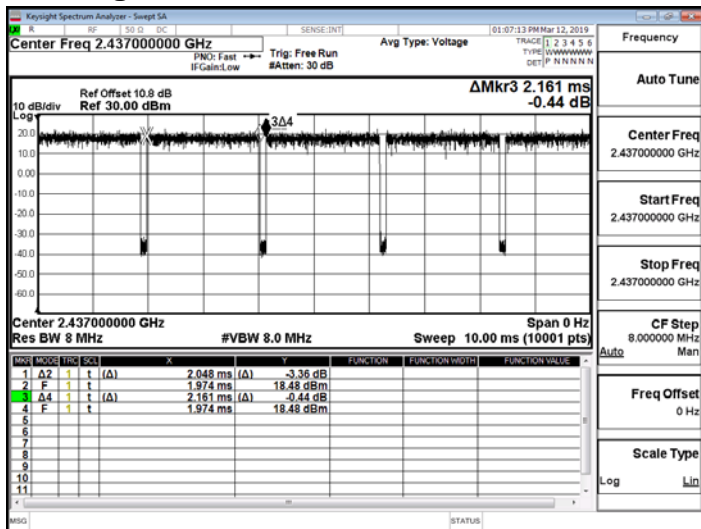 Keysight Spectrum Analyzer - Swept SA
LXI R RF 50 Ω DC SENSE:INT 01:07:13 PM Mar 12, 2019
Center Freq 2.437000000 GHz
PNO: Fast
IFGain:Low
Trig: Free Run
#Atten: 30 dB
Avg Type: Voltage
TRACE 1 2 3 4 5 6
TYPE WWWWWW
DET P N N N N N
Frequency
Auto Tune
Center Freq
2.437000000 GHz
Start Freq
2.437000000 GHz
Stop Freq
2.437000000 GHz
CF Step
8.000000 MHz
Auto Man
Freq Offset
0 Hz
Scale Type
Log Lin
ΔMkr3 2.161 ms
-0.44 dB
Ref Offset 10.8 dB
10 dB/div Ref 30.00 dBm
Log
3Δ4
20.0
10.0
0.00
-10.0
-20.0
-30.0
-40.0
-50.0
-60.0
Center 2.437000000 GHz Span 0 Hz
Res BW 8 MHz #VBW 8.0 MHz Sweep 10.00 ms (10001 pts)
MKR MODE TRC SCL X Y FUNCTION FUNCTION WIDTH FUNCTION VALUE
1 Δ2 1 t (Δ) 2.048 ms (Δ) -3.36 dB
2 F 1 t 1.974 ms 18.48 dBm
3 Δ4 1 t (Δ) 2.161 ms (Δ) -0.44 dB
4 F 1 t 1.974 ms 18.48 dBm
5
6
7
8
9
10
11
MSG STATUS